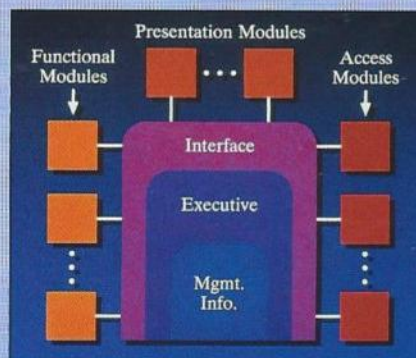 Presentation Modules
Functional
Modules
Access
Modules
Interface
Executive
Mgmt.
Info.